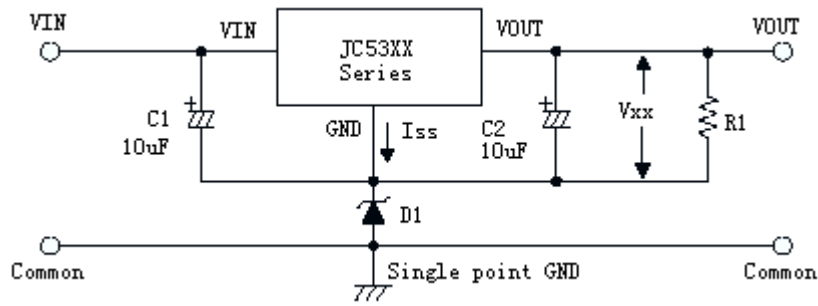 VIN
VIN
JC53XX
Series
VOUT
VOUT
C1
10uF
GND
Iss
C2
10uF
Vxx
R1
D1
Common
Single point GND
Common